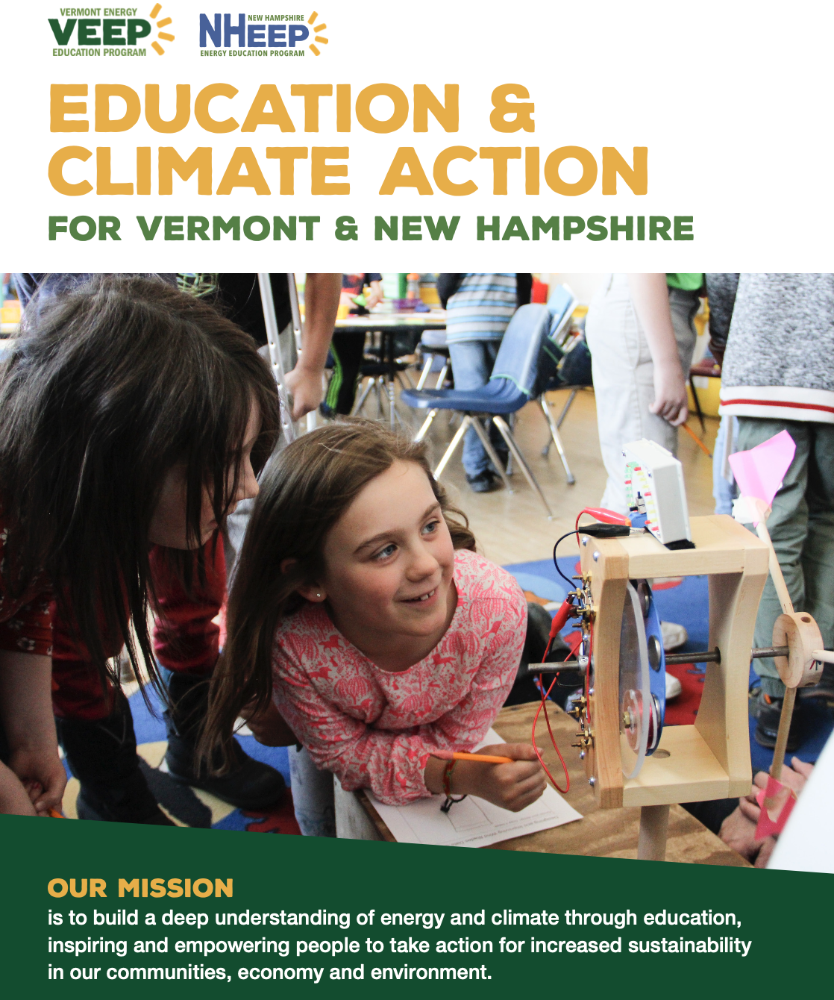 VERMONT ENERGY
VEEP
EDUCATION PROGRAM
NEW HAMPSHIRE
NHEEP
ENERGY EDUCATION PROGRAM
EDUCATION &
CLIMATE ACTION
FOR VERMONT & NEW HAMPSHIRE
OUR MISSION
is to build a deep understanding of energy and climate through education,
inspiring and empowering people to take action for increased sustainability
in our communities, economy and environment.